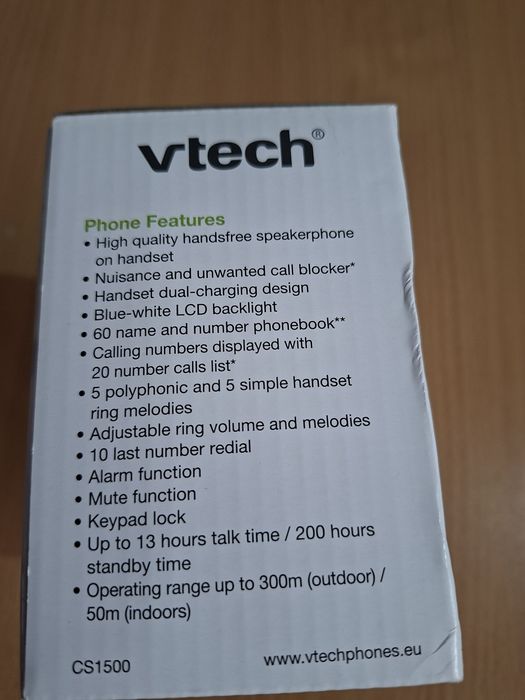 vtech®
Phone Features
• High quality handsfree speakerphone
on handset
• Nuisance and unwanted call blocker*
• Handset dual-charging design
• Blue-white LCD backlight
• 60 name and number phonebook**
• Calling numbers displayed with
20 number calls list*
• 5 polyphonic and 5 simple handset
ring melodies
• Adjustable ring volume and melodies
• 10 last number redial
• Alarm function
• Mute function
• Keypad lock
• Up to 13 hours talk time / 200 hours
standby time
• Operating range up to 300m (outdoor) /
50m (indoors)
CS1500
www.vtechphones.eu